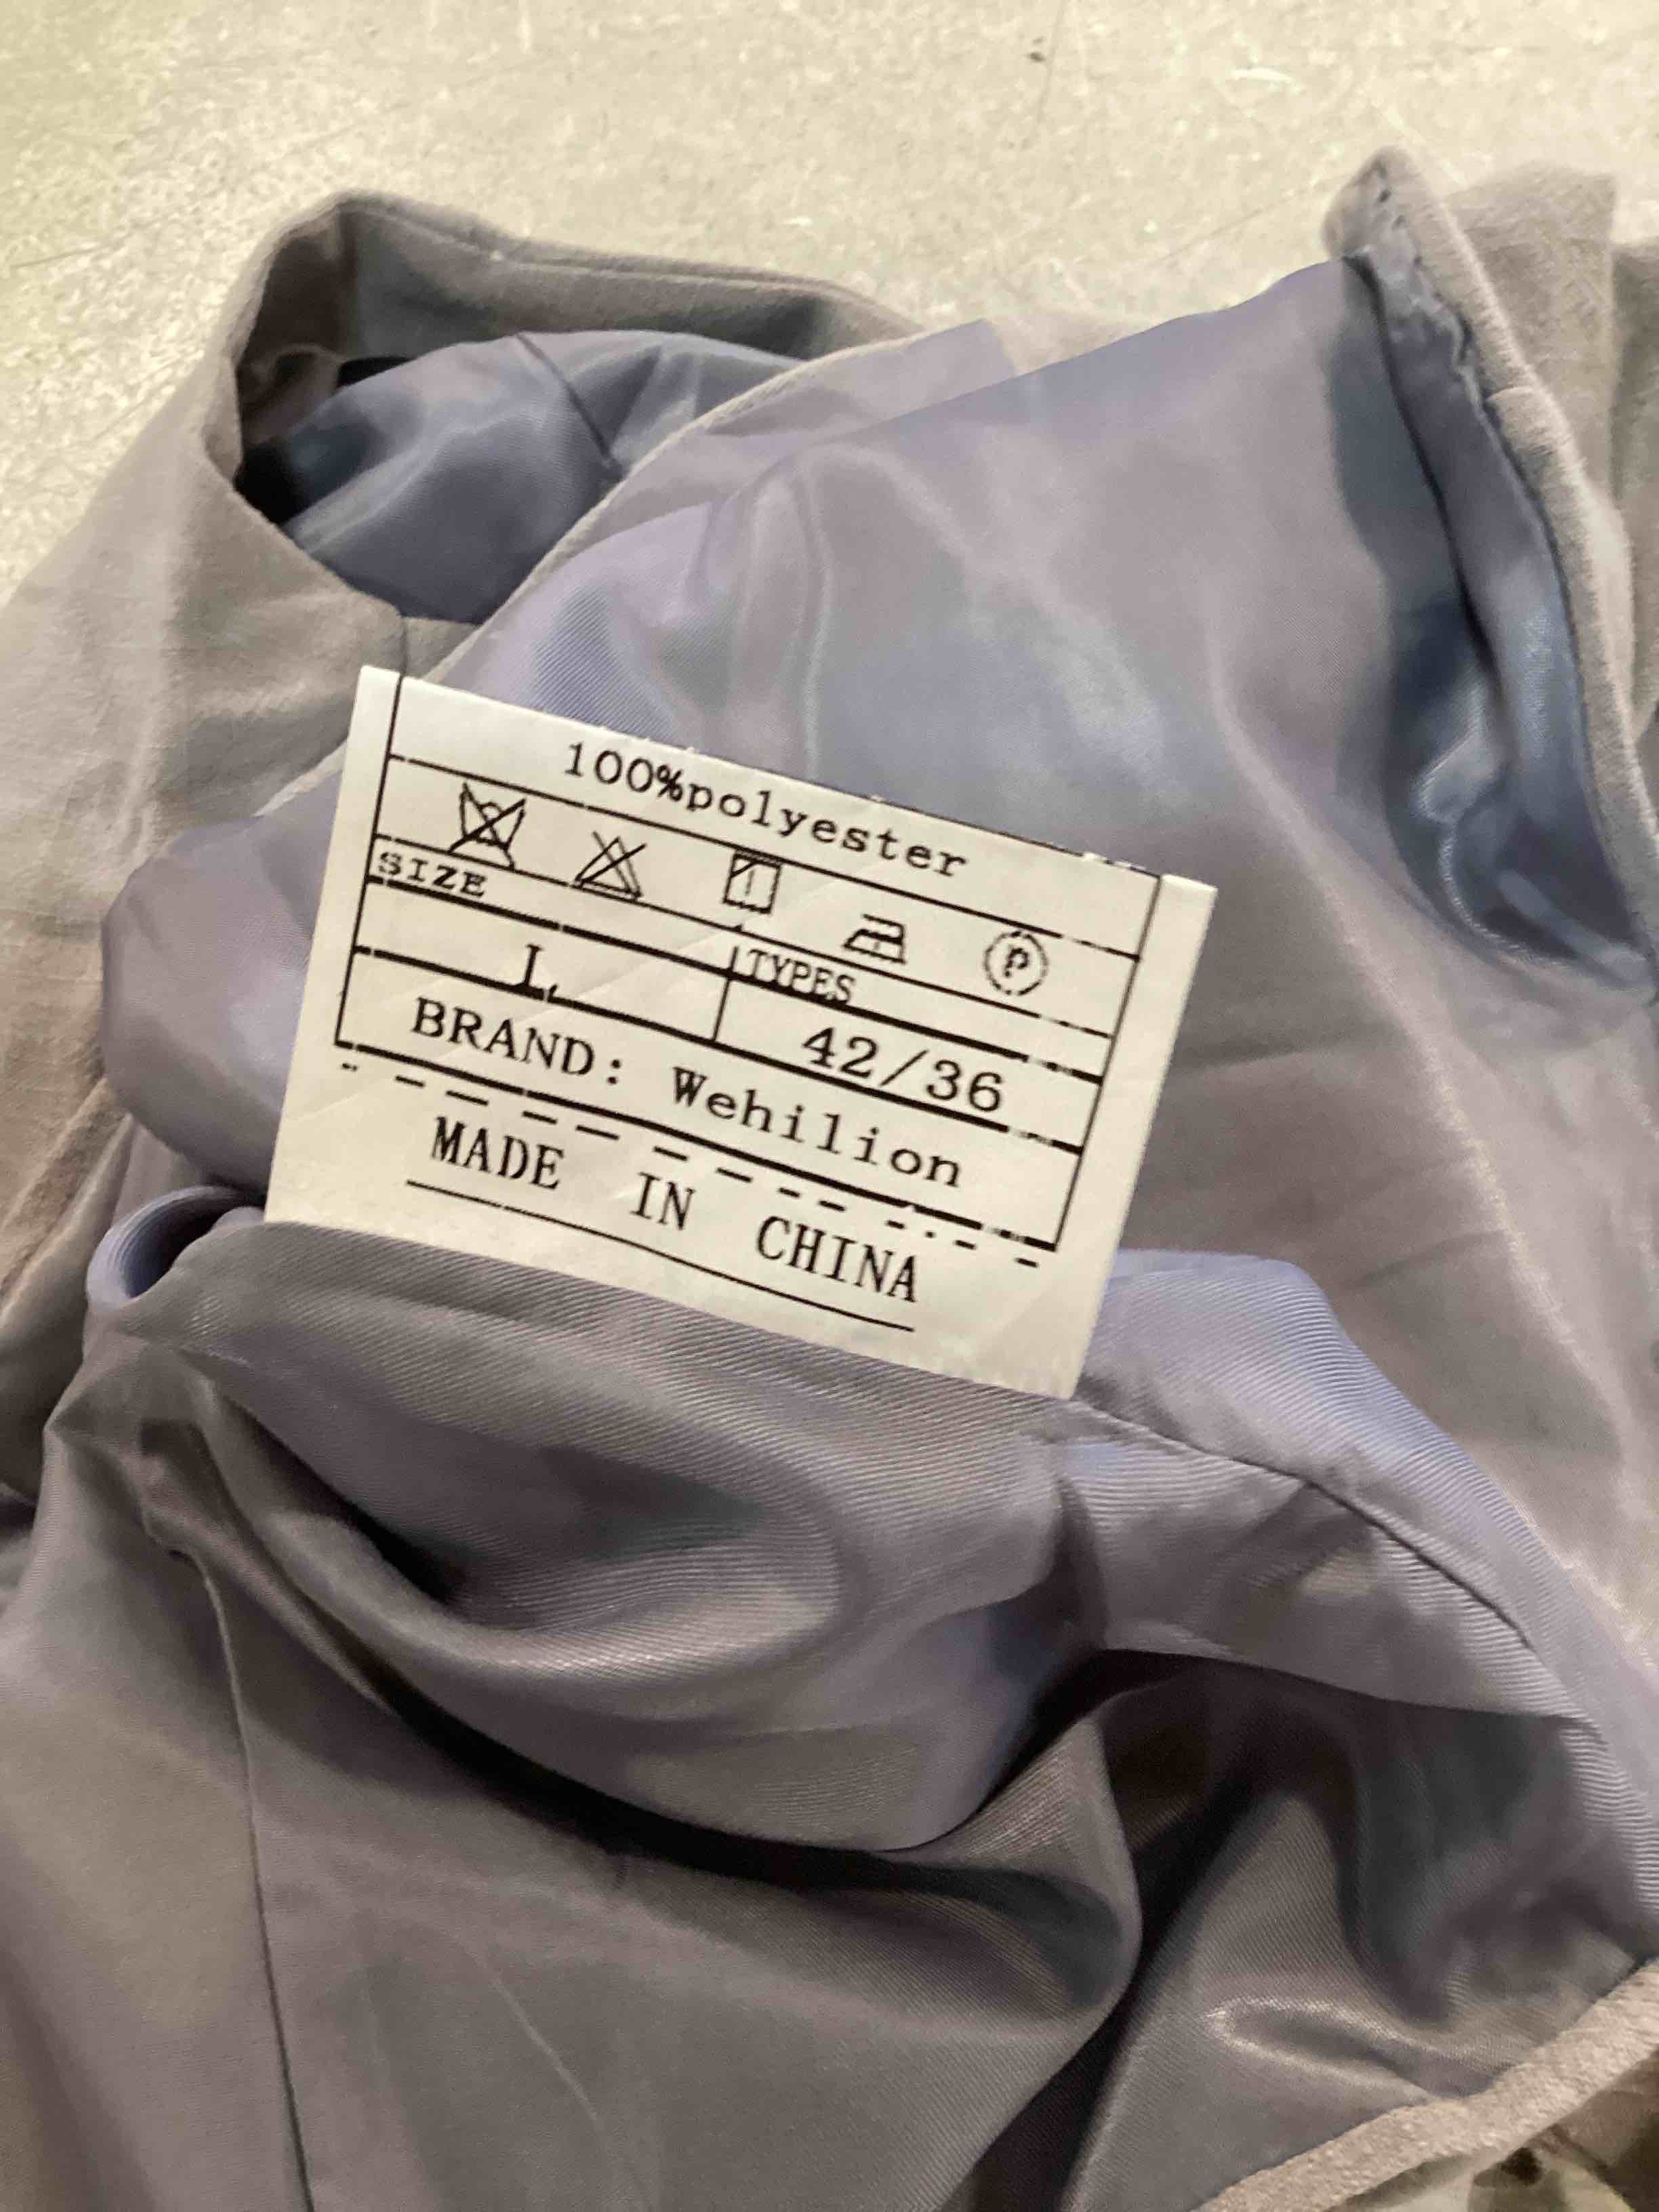 100%polyester
P
SIZE
TYPES
L
42/36
BRAND: Wehilion
MADE IN CHINA